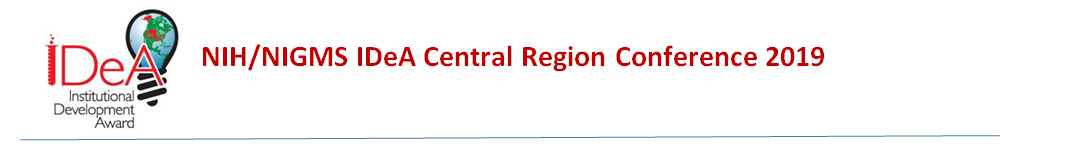 IDeA
Institutional
Development
Award
NIH/NIGMS IDeA Central Region Conference 2019